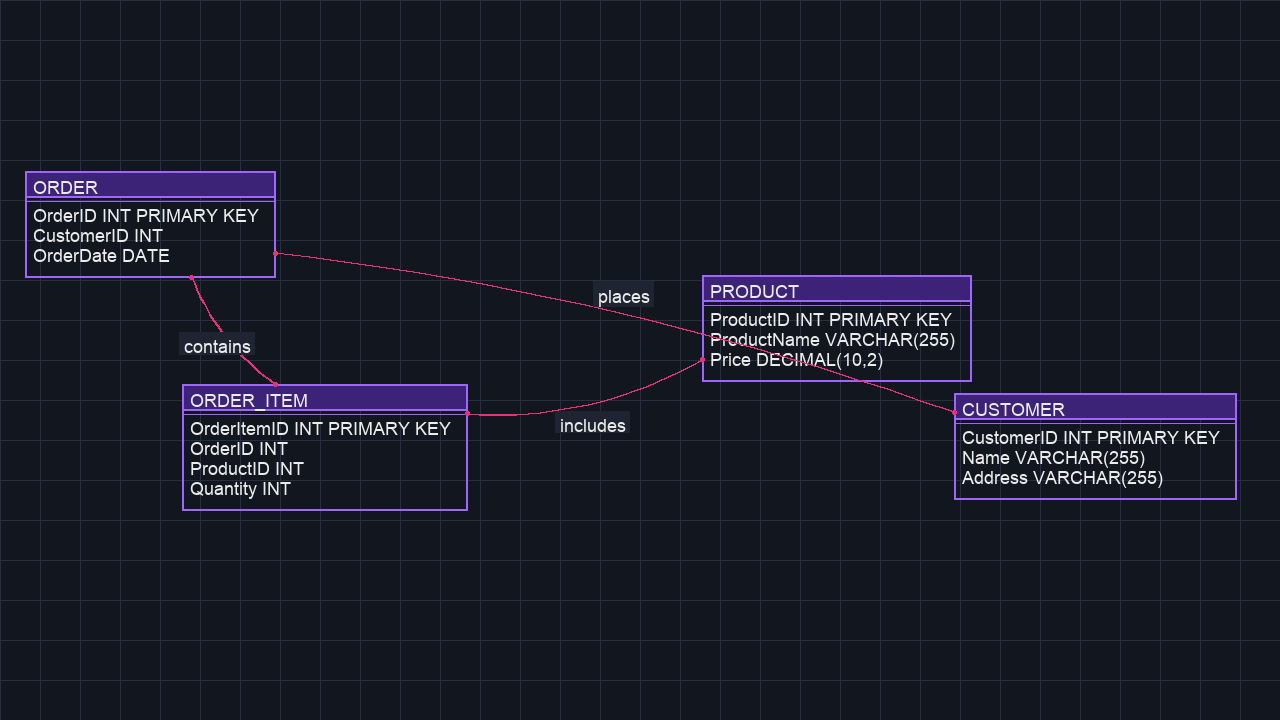 ORDER
OrderID INT PRIMARY KEY
CustomerID INT
OrderDate DATE
places
PRODUCT
ProductID INT PRIMARY KEY
ProductName VARCHAR(255)
Price DECIMAL(10,2)
contains
ORDER_ITEM
OrderItemID INT PRIMARY KEY
OrderID INT
ProductID INT
Quantity INT
includes
CUSTOMER
CustomerID INT PRIMARY KEY
Name VARCHAR(255)
Address VARCHAR(255)